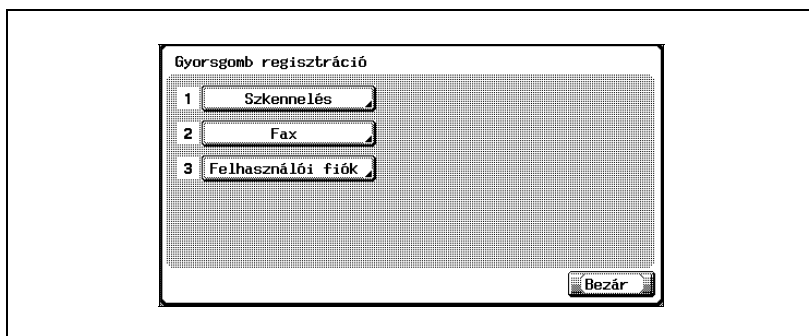 Gyorsgomb regisztráció
1 Szkennelés
2 Fax
3 Felhasználói fiók
Bezár